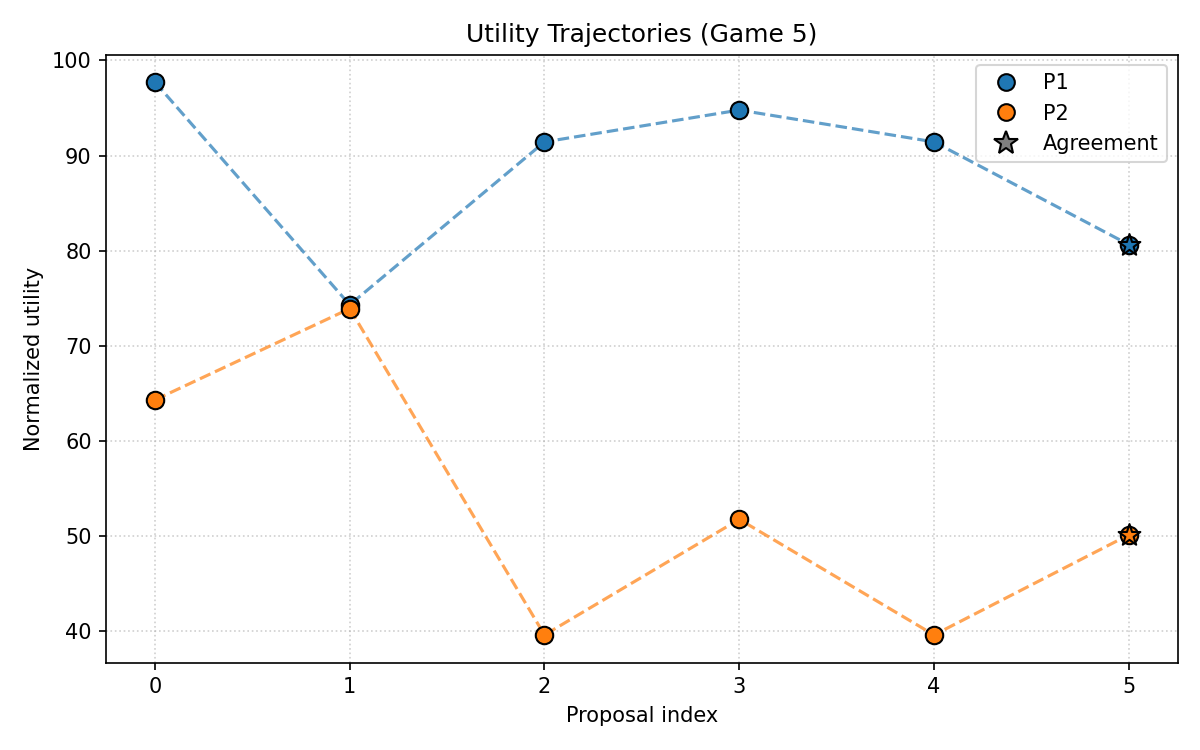 Utility Trajectories (Game 5)
100
90
80
70
60
50
40
Normalized utility
P1
P2
Agreement
0 1 2 3 4 5
Proposal index